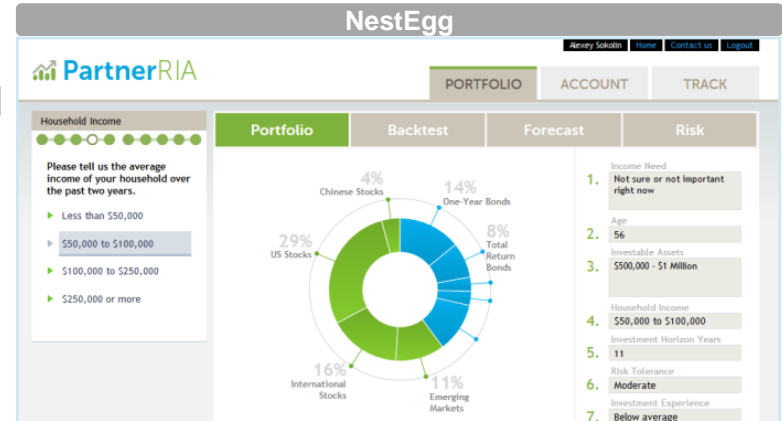 NestEgg
Alexey Sokolin Home Contact us Logout
PartnerRIA
PORTFOLIO ACCOUNT TRACK
Household Income
Please tell us the average
income of your household over
the past two years.
Less than $50,000
$50,000 to $100,000
$100,000 to $250,000
$250,000 or more
Portfolio Backtest Forecast Risk
4%
Chinese Stocks
14%
One-Year Bonds
8%
Total
Return
Bonds
29%
US Stocks
16%
International
Stocks
11%
Emerging
Markets
1. Income Need
Not sure or not important
right now
2. Age
56
3. Investable Assets
$500,000 - $1 Million
4. Household Income
$50,000 to $100,000
5. Investment Horizon Years
11
6. Risk Tolerance
Moderate
7. Investment Experience
Below average